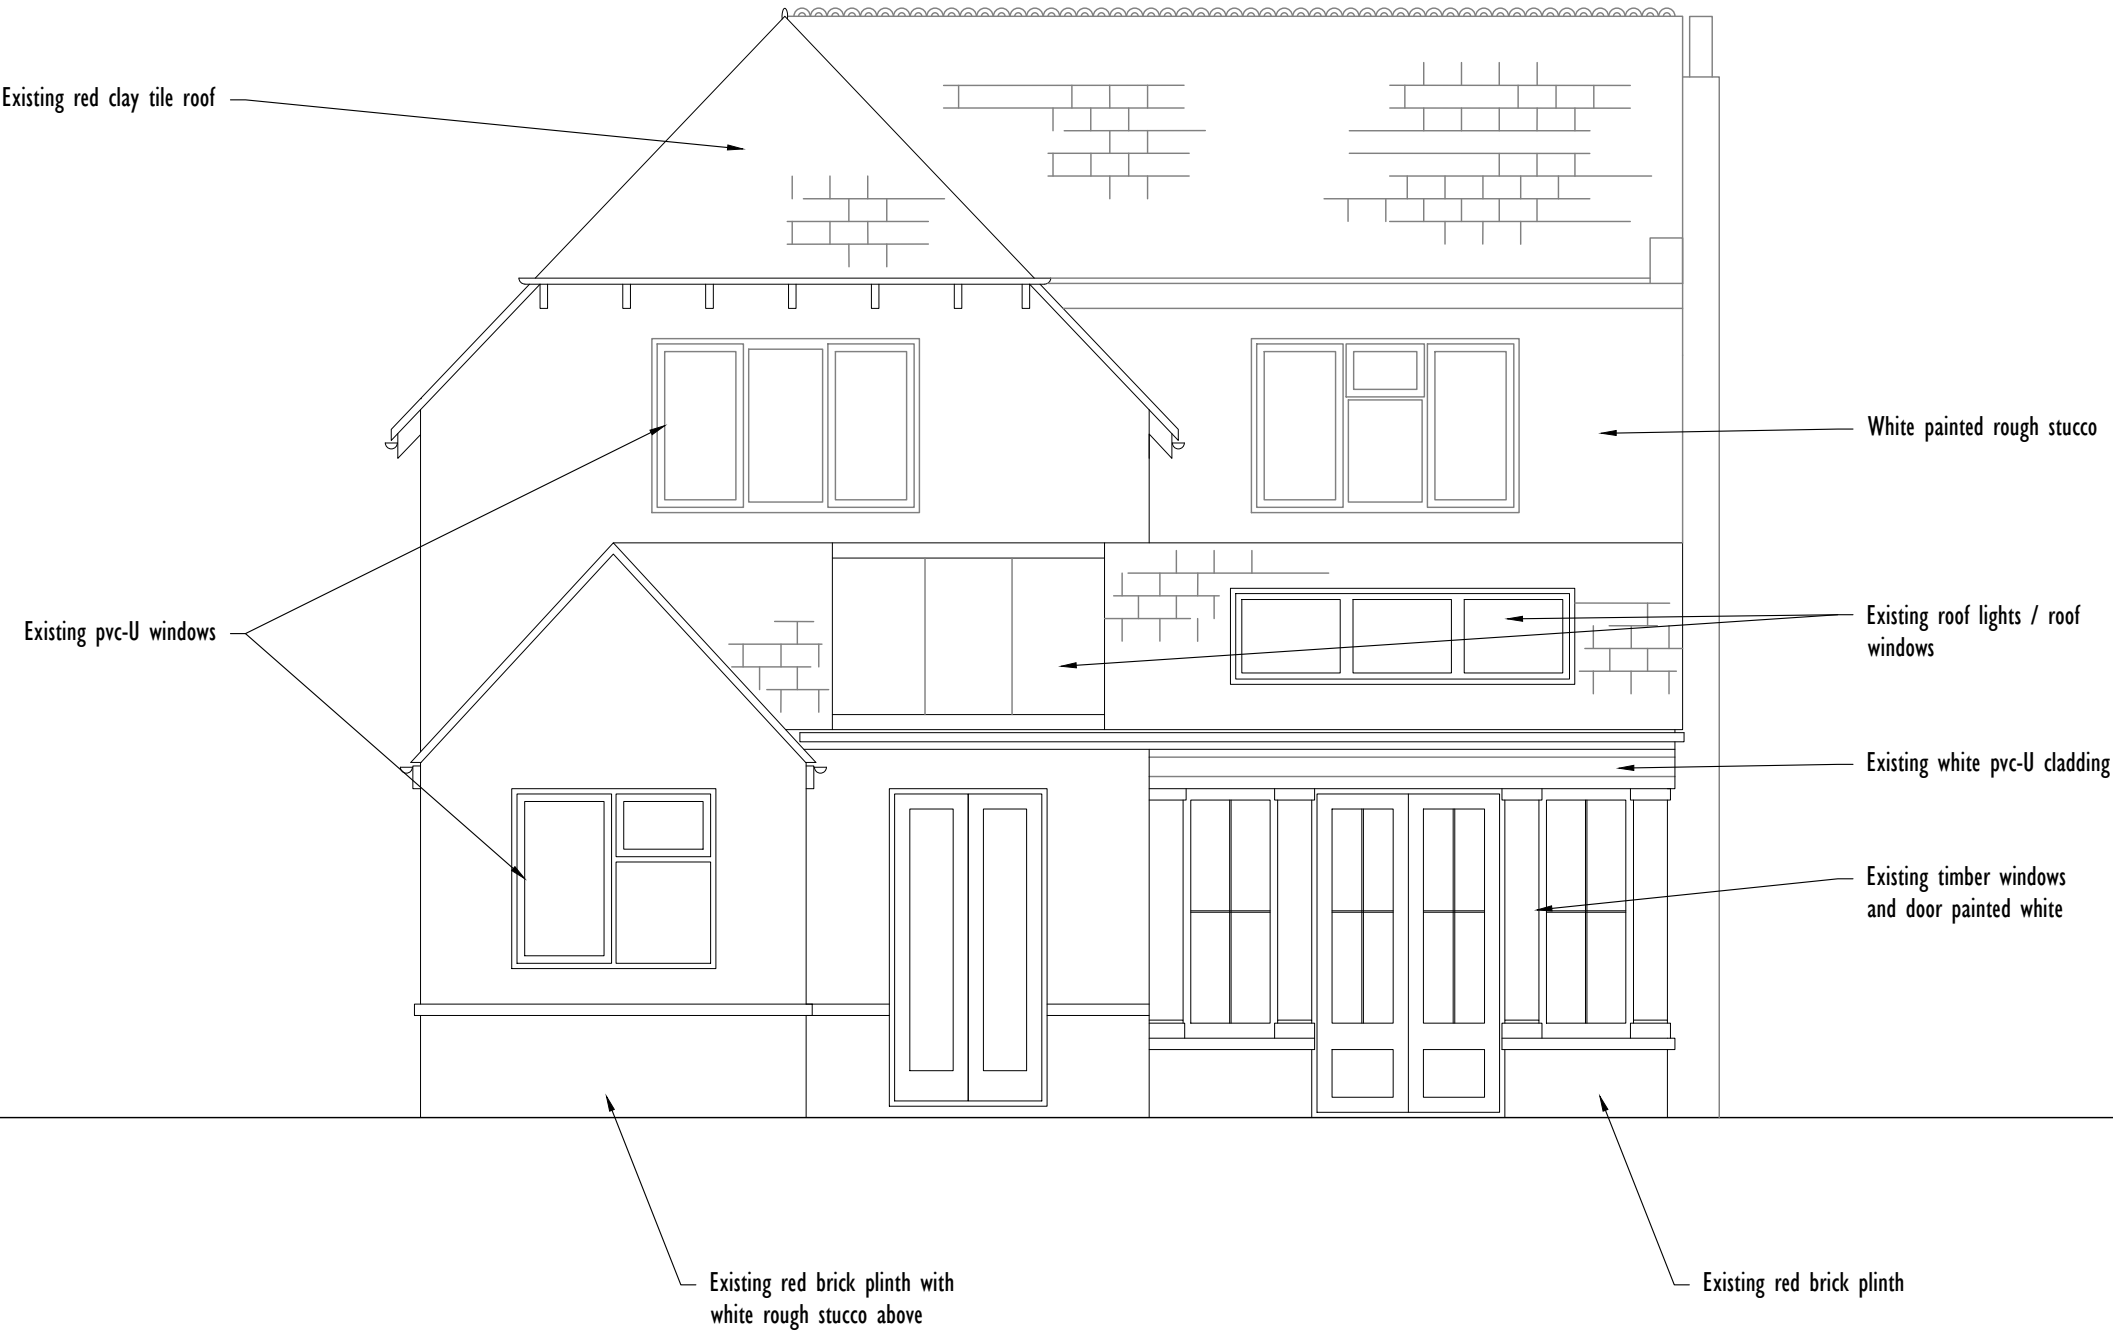 Existing red clay tile roof
White painted rough stucco
Existing pvc-U windows
Existing roof lights / roof
windows
Existing white pvc-U cladding
Existing timber windows
and door painted white
Existing red brick plinth with
white rough stucco above
Existing red brick plinth